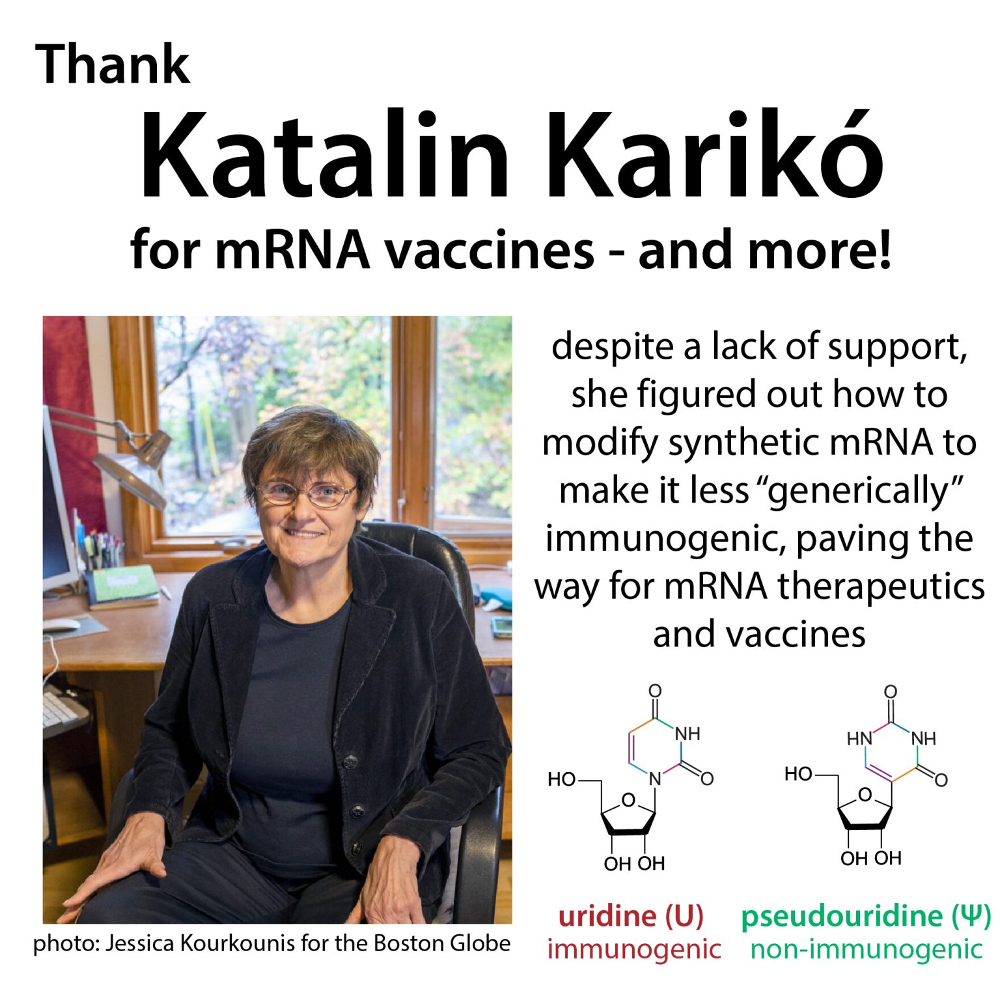 Thank
Katalin Karikó
for mRNA vaccines - and more!
despite a lack of support,
she figured out how to
modify synthetic mRNA to
make it less “generically”
immunogenic, paving the
way for mRNA therapeutics
and vaccines
O
NH
N
O
HO
O
OH OH
O
HN
NH
O
HO
O
OH OH
uridine (U)
immunogenic
pseudouridine (Ψ)
non-immunogenic
photo: Jessica Kourkounis for the Boston Globe